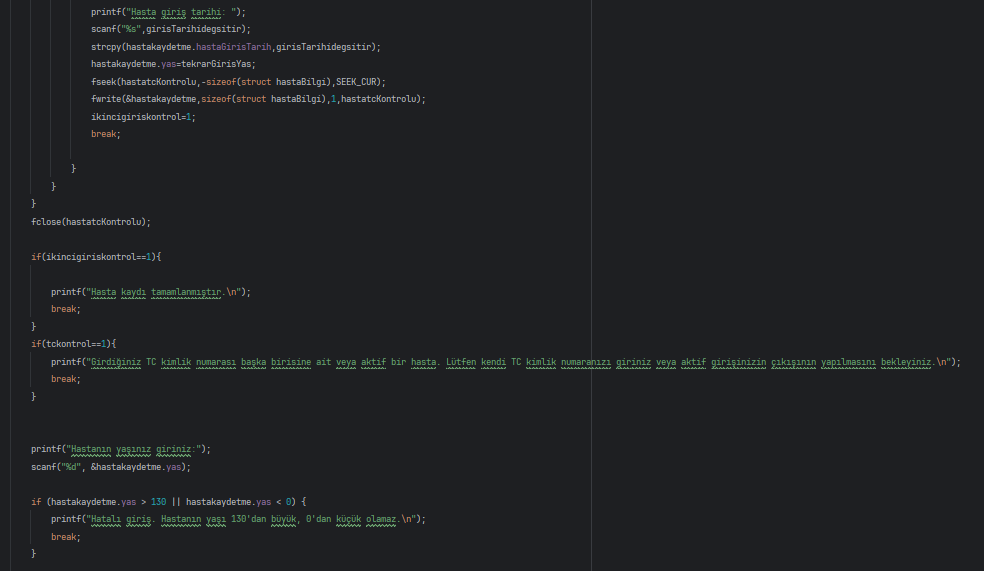 printf("Hasta giriş tarihi: ");
scanf("%s",girisTarihidegsitir);
strcpy(hastakaydetme.hastaGirisTarih,girisTarihidegsitir);
hastakaydetme.yas=tekrarGirisYas;
fseek(hastatcKontrolu,-sizeof(struct hastaBilgi),SEEK_CUR);
fwrite(&hastakaydetme,sizeof(struct hastaBilgi),1,hastatcKontrolu);
ikincigiriskontrol=1;
break;
}
}
}
fclose(hastatcKontrolu);
if(ikincigiriskontrol==1){
printf("Hasta kaydı tamamlanmıştır.\n");
break;
}
if(tckontrol==1){
printf("Girdiğiniz TC kimlik numarası başka birisine ait veya aktif bir hasta. Lütfen kendi TC kimlik numaranızı giriniz veya aktif girişinizin çıkışının yapılmasını bekleyiniz.\n");
break;
}
printf("Hastanın yaşınız giriniz:");
scanf("%d", &hastakaydetme.yas);
if (hastakaydetme.yas > 130 || hastakaydetme.yas < 0) {
printf("Hatalı giriş. Hastanın yaşı 130'dan büyük, 0'dan küçük olamaz.\n");
break;
}